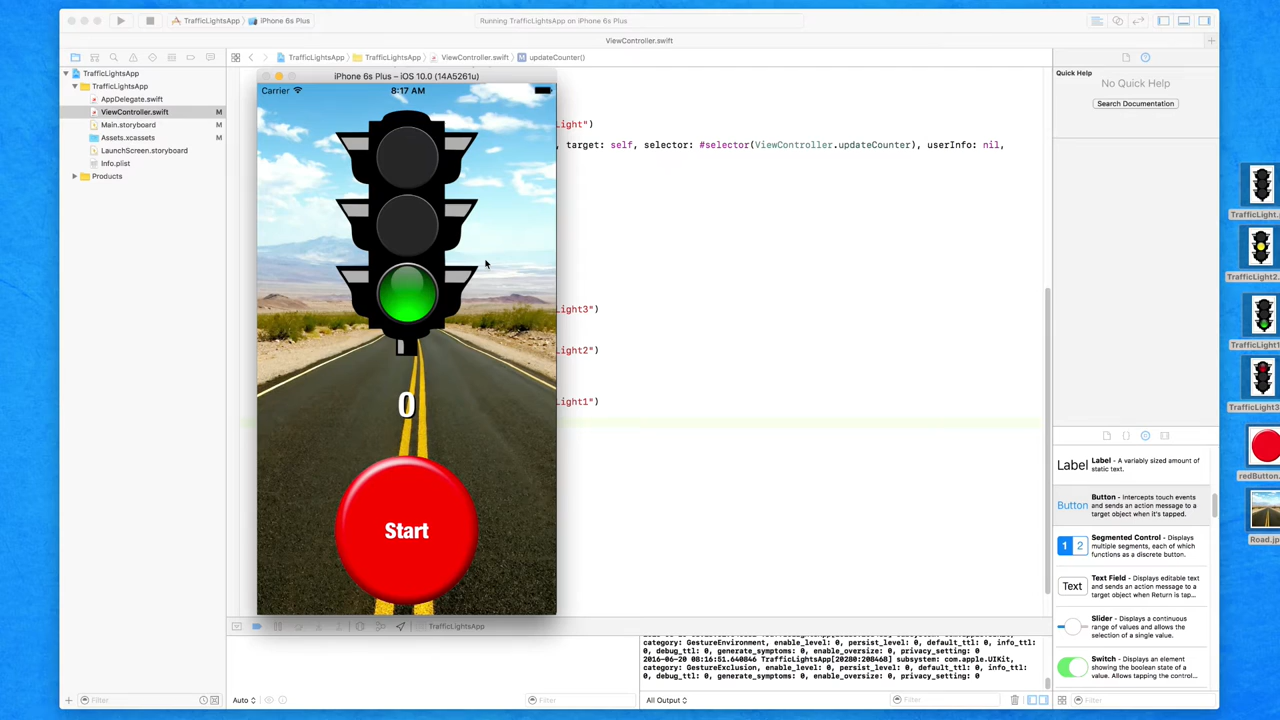 TrafficLightsApp
iPhone 6s Plus
Running TrafficLightsApp on iPhone 6s Plus
ViewController.swift
TrafficLightsApp
TrafficLightsApp
ViewController.swift
M
updateCounter()
TrafficLightsApp
TrafficLightsApp
AppDelegate.swift
ViewController.swift
M
Main.storyboard
M
Assets.xcassets
M
LaunchScreen.storyboard
Info.plist
Products
iPhone 6s Plus – iOS 10.0 (14A5261u)
Carrier
8:17 AM
0
Start
Light")
, target: self, selector: #selector(ViewController.updateCounter), userInfo: nil,
Light3")
Light2")
Light1")
Quick Help
No Quick Help
Search Documentation
Label
Label - A variably sized amount of
static text.
Button
Button - Intercepts touch events
and sends an action message to a
target object when it's tapped.
1 2
Segmented Control - Displays
multiple segments, each of which
functions as a discrete button.
Text
Text Field - Displays editable text
and sends an action message to a
target object when Return is tap...
Slider - Displays a continuous
range of values and allows the
selection of a single value.
Switch - Displays an element
showing the boolean state of a
value. Allows tapping the control...
TrafficLight.
TrafficLight2.
TrafficLight1
TrafficLight3
redButton.
Road.jp
TrafficLightsApp
category: GestureEnvironment, enable_level: 0, persist_level: 0, default_ttl: 0, info_ttl:
0, debug_ttl: 0, generate_symptoms: 0, enable_oversize: 0, privacy_setting: 0
2016-06-20 08:16:51.640846 TrafficLightsApp[20280:208468] subsystem: com.apple.UIKit,
category: GestureExclusion, enable_level: 0, persist_level: 0, default_ttl: 0, info_ttl:
0, debug_ttl: 0, generate_symptoms: 0, enable_oversize: 0, privacy_setting: 0
Filter
Auto
Filter
All Output
Filter
Filter